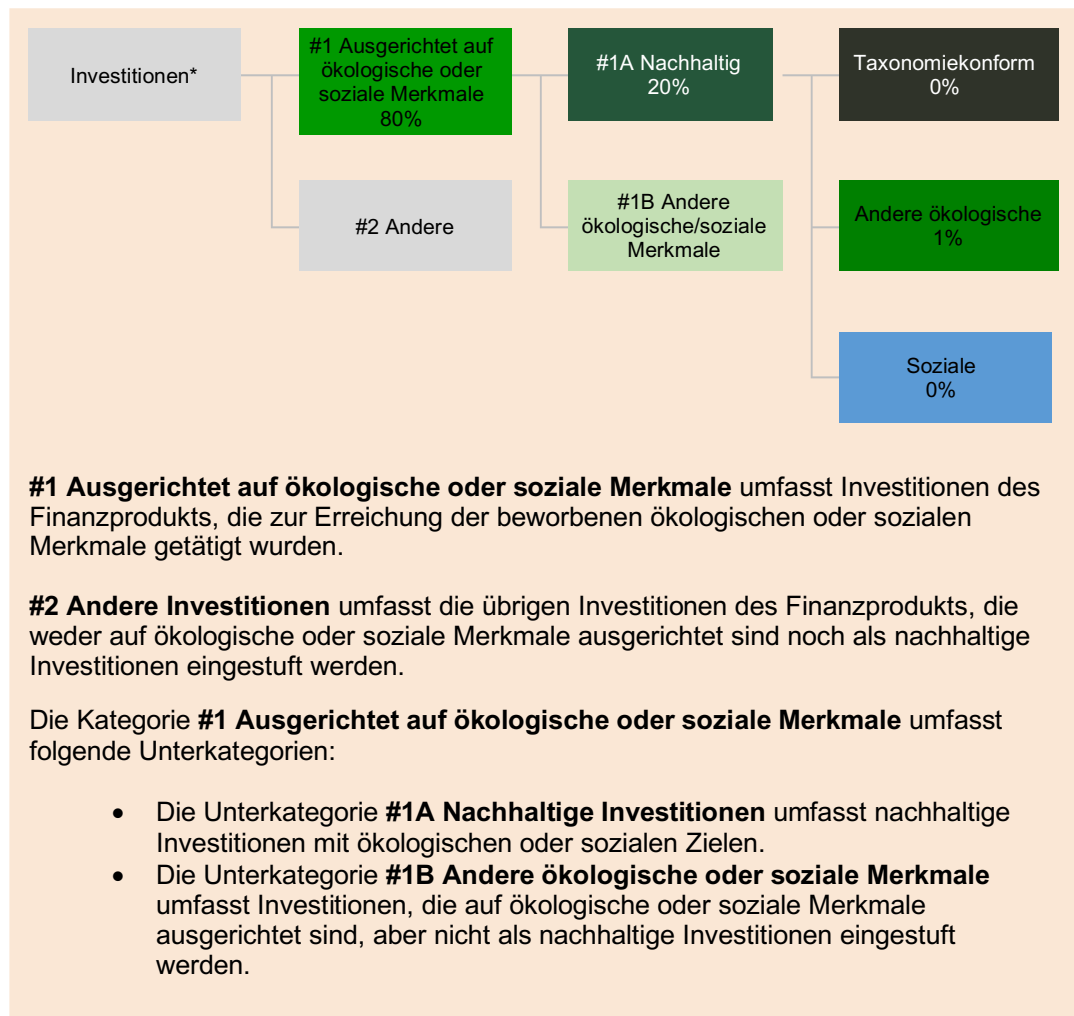 Investitionen*
#1 Ausgerichtet auf
ökologische oder
soziale Merkmale
80%
#1A Nachhaltig
20%
Taxonomiekonform
0%
#2 Andere
#1B Andere
ökologische/soziale
Merkmale
Andere ökologische
1%
Soziale
0%
#1 Ausgerichtet auf ökologische oder soziale Merkmale umfasst Investitionen des
Finanzprodukts, die zur Erreichung der beworbenen ökologischen oder sozialen
Merkmale getätigt wurden.
#2 Andere Investitionen umfasst die übrigen Investitionen des Finanzprodukts, die
weder auf ökologische oder soziale Merkmale ausgerichtet sind noch als nachhaltige
Investitionen eingestuft werden.
Die Kategorie #1 Ausgerichtet auf ökologische oder soziale Merkmale umfasst
folgende Unterkategorien:
• Die Unterkategorie #1A Nachhaltige Investitionen umfasst nachhaltige
Investitionen mit ökologischen oder sozialen Zielen.
• Die Unterkategorie #1B Andere ökologische oder soziale Merkmale
umfasst Investitionen, die auf ökologische oder soziale Merkmale
ausgerichtet sind, aber nicht als nachhaltige Investitionen eingestuft
werden.